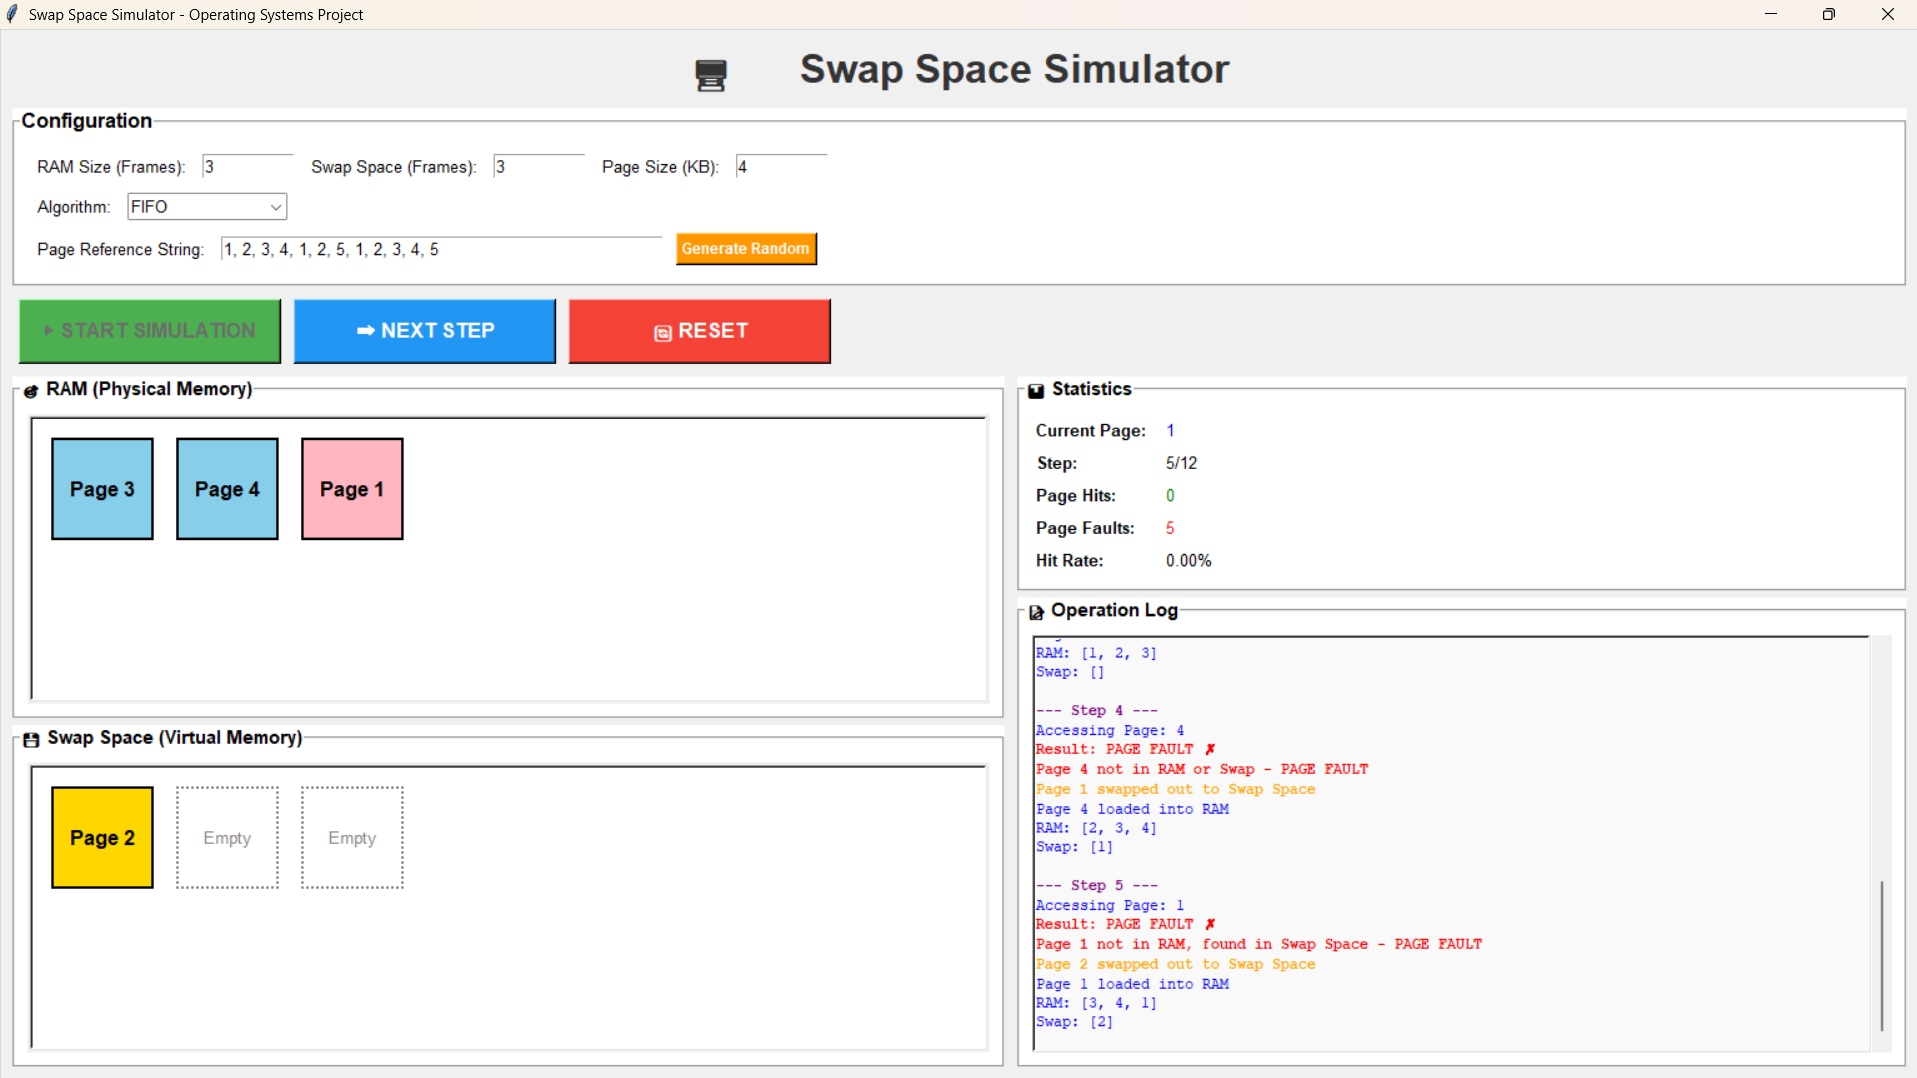 Swap Space Simulator - Operating Systems Project
Swap Space Simulator
Configuration
RAM Size (Frames): 3 Swap Space (Frames): 3 Page Size (KB): 4
Algorithm: FIFO
Page Reference String: 1, 2, 3, 4, 1, 2, 5, 1, 2, 3, 4, 5 Generate Random
START SIMULATION NEXT STEP RESET
RAM (Physical Memory)
Page 3 Page 4 Page 1
Swap Space (Virtual Memory)
Page 2 Empty Empty
Statistics
Current Page: 1
Step: 5/12
Page Hits: 0
Page Faults: 5
Hit Rate: 0.00%
Operation Log
RAM: [1, 2, 3]
Swap: []
--- Step 4 ---
Accessing Page: 4
Result: PAGE FAULT ✗
Page 4 not in RAM or Swap - PAGE FAULT
Page 1 swapped out to Swap Space
Page 4 loaded into RAM
RAM: [2, 3, 4]
Swap: [1]
--- Step 5 ---
Accessing Page: 1
Result: PAGE FAULT ✗
Page 1 not in RAM, found in Swap Space - PAGE FAULT
Page 2 swapped out to Swap Space
Page 1 loaded into RAM
RAM: [3, 4, 1]
Swap: [2]